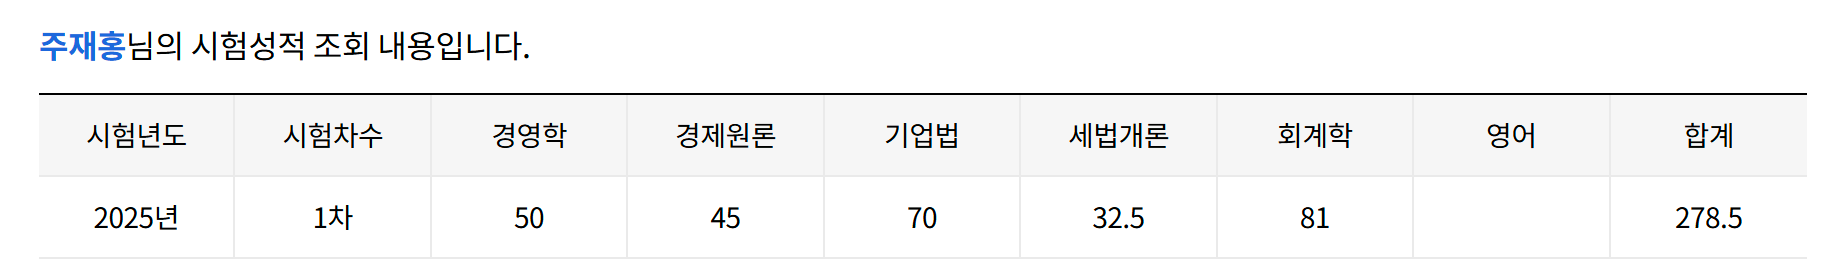 주재홍님의 시험성적 조회 내용입니다.
시험년도 시험차수 경영학 경제원론 기업법 세법개론 회계학 영어 합계
2025년 1차 50 45 70 32.5 81 278.5